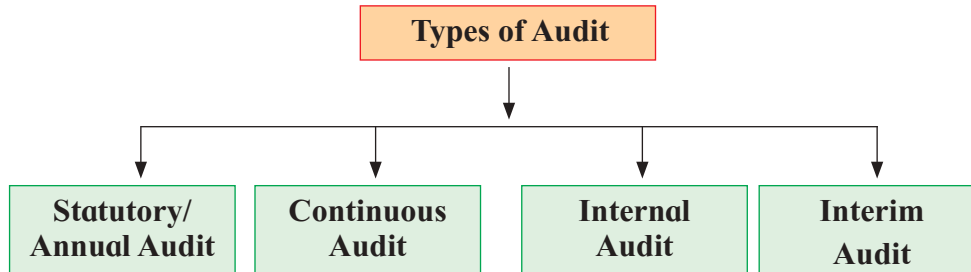 Types of Audit
Statutory/
Annual Audit
Continuous
Audit
Internal
Audit
Interim
Audit